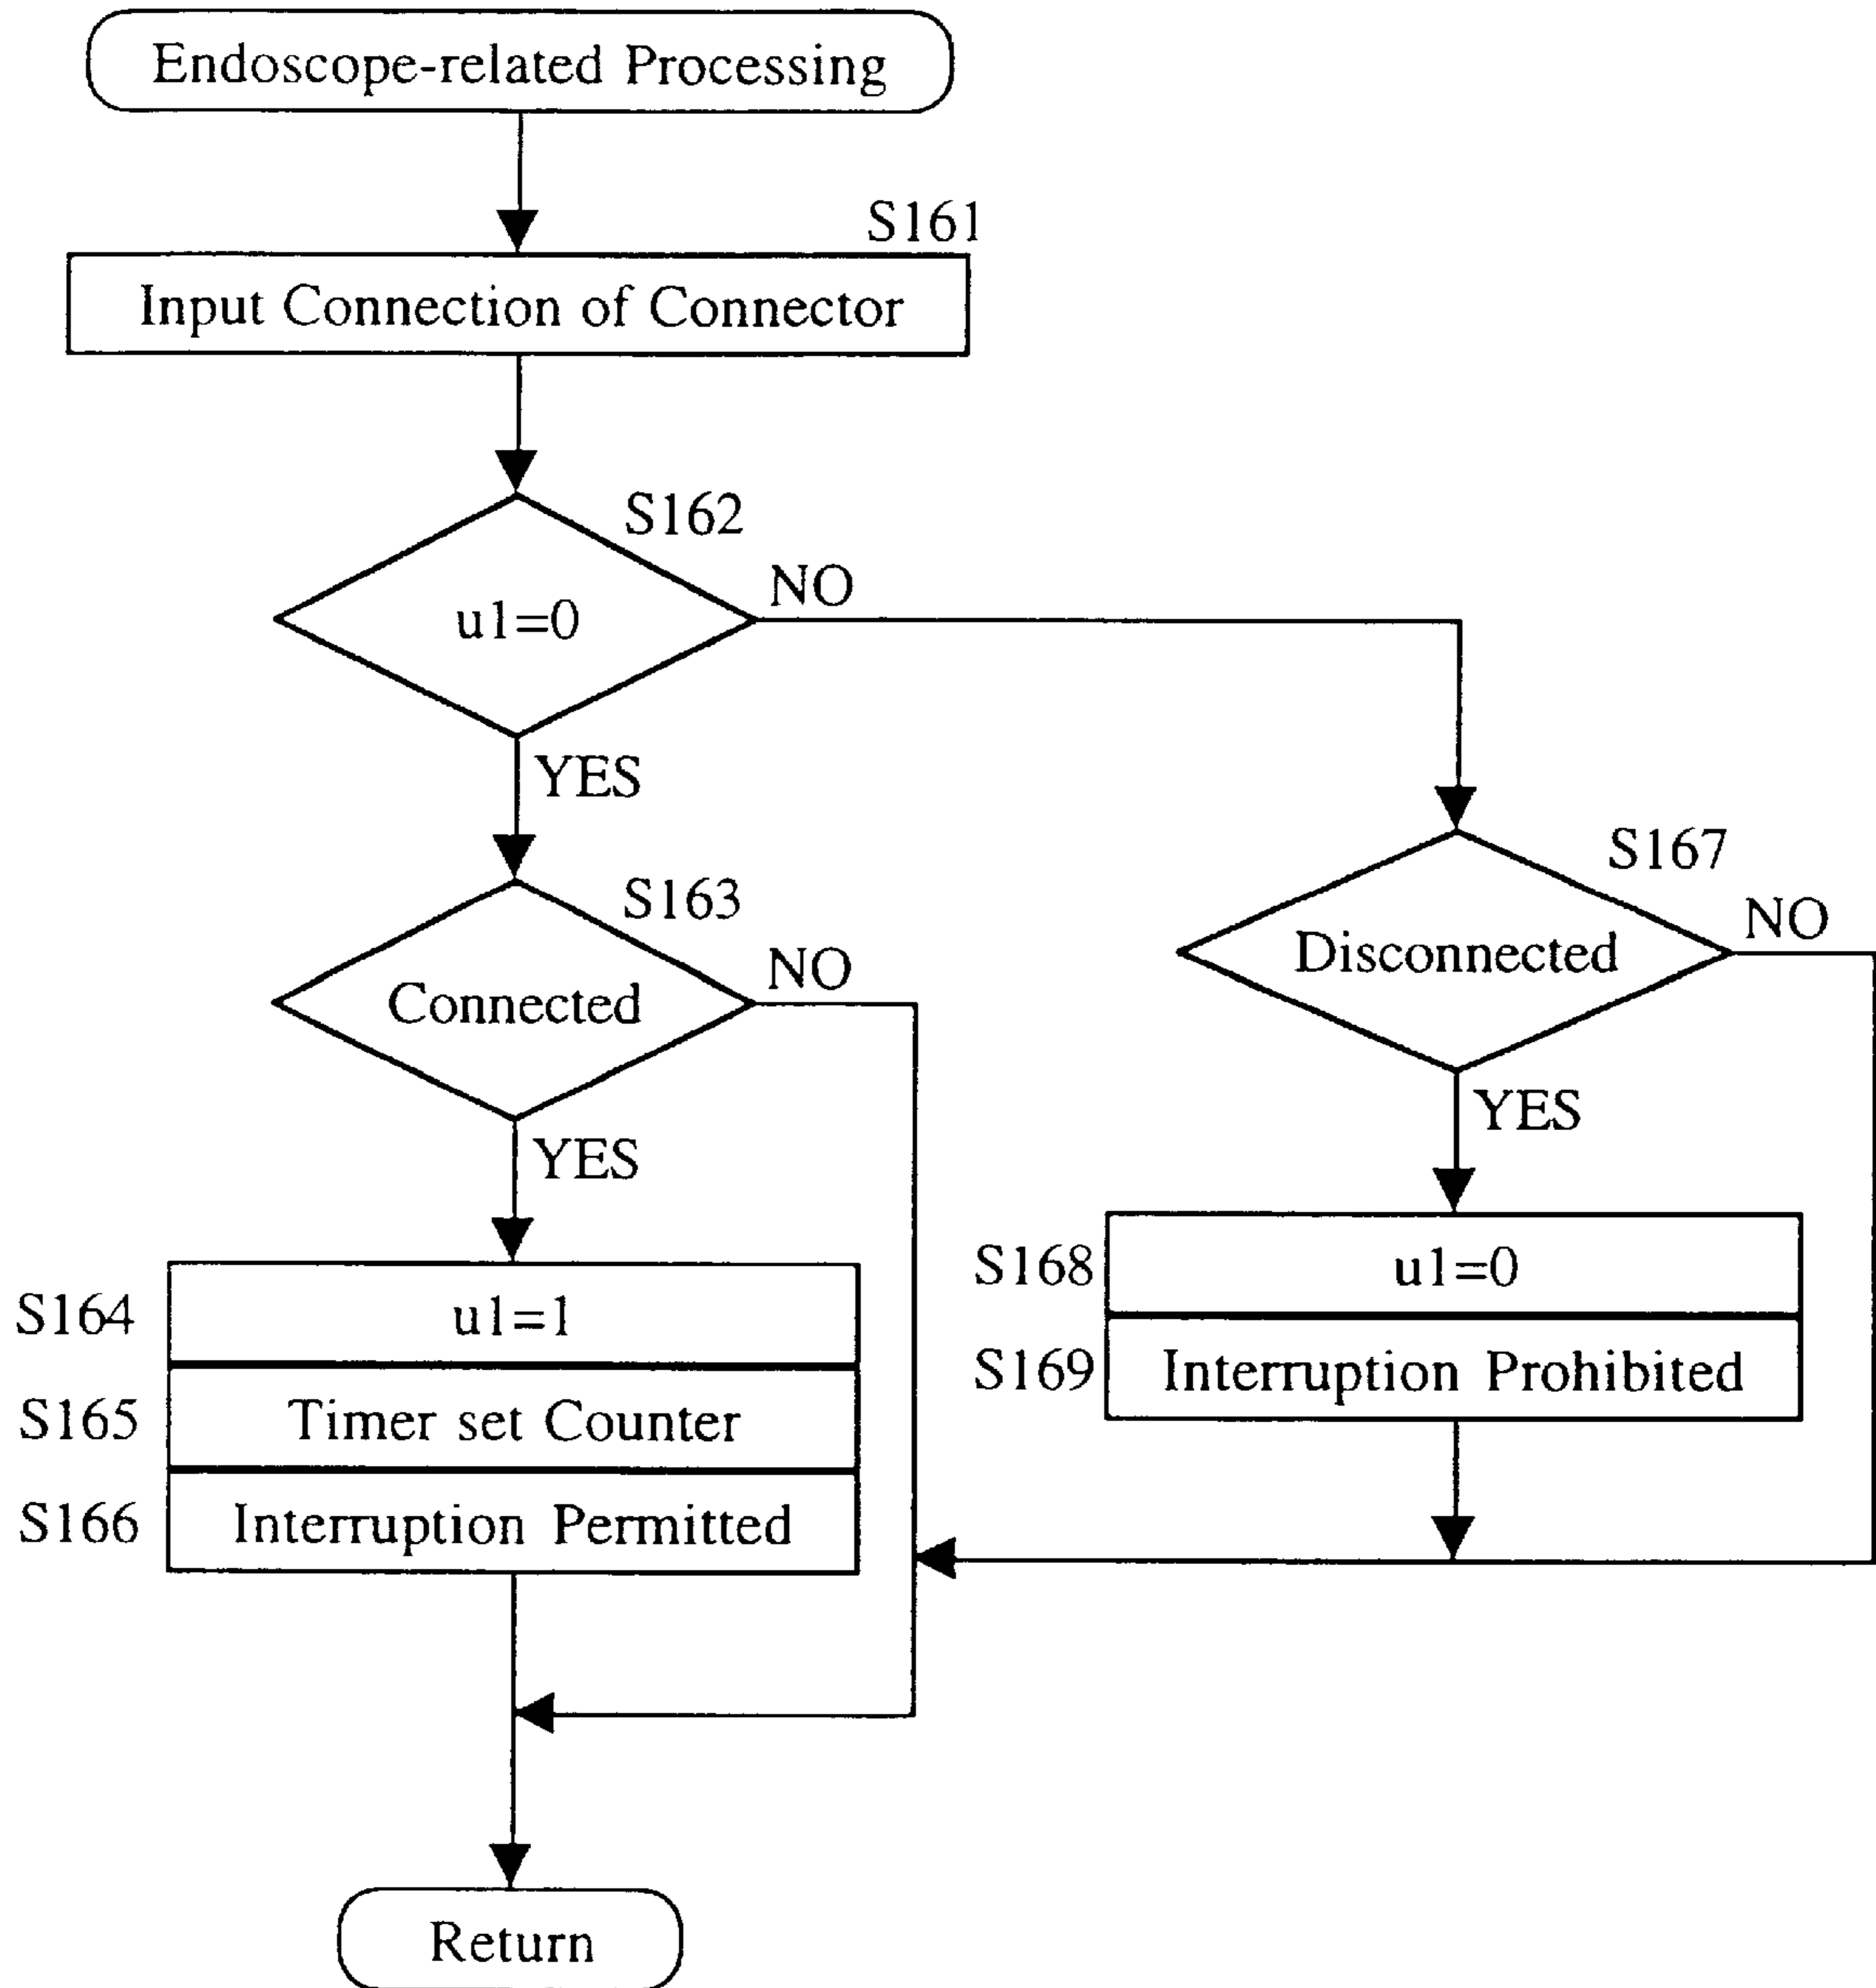 Endoscope-related Processing
S161
Input Connection of Connector
S162
u1=0
NO
YES
S163
Connected
NO
YES
S167
Disconnected
NO
YES
S164
u1=1
S165
Timer set Counter
S166
Interruption Permitted
S168
u1=0
S169
Interruption Prohibited
Return